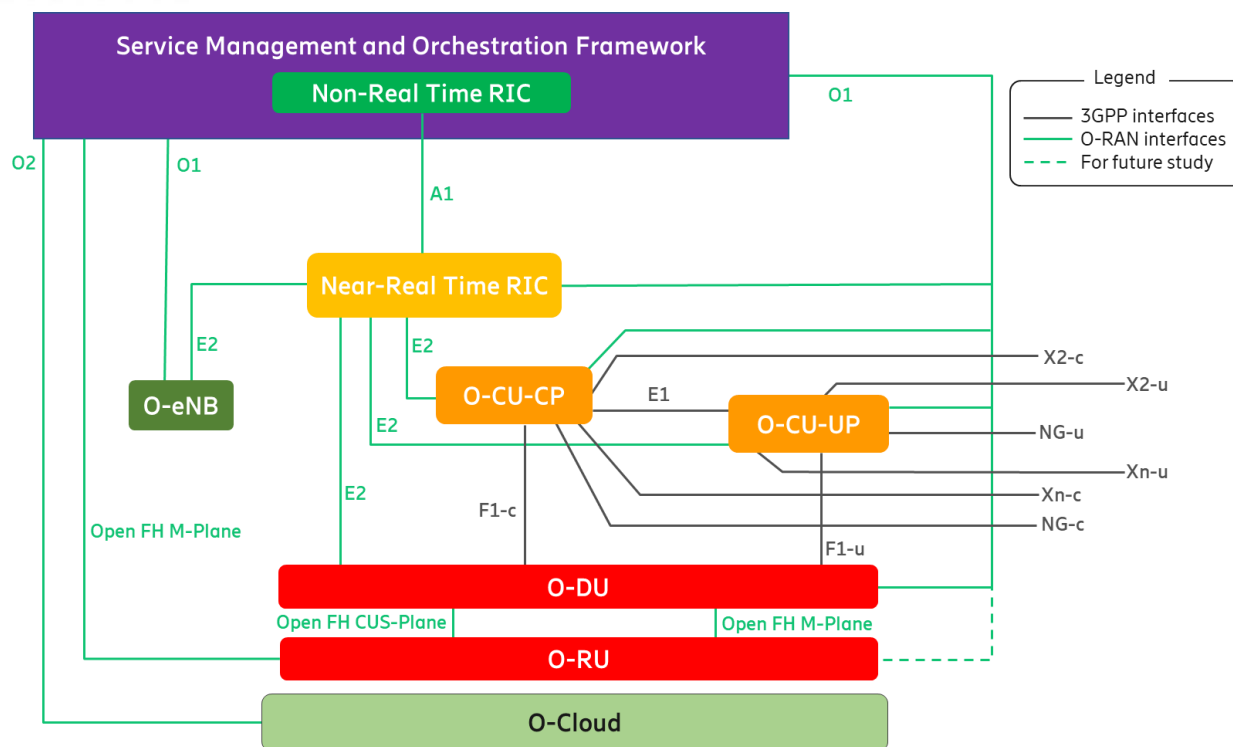 Service Management and Orchestration Framework
Non-Real Time RIC
Legend
3GPP interfaces
O-RAN interfaces
For future study
O1
O2
O1
A1
Near-Real Time RIC
E2
E2
X2-c
X2-u
O-eNB
O-CU-CP
E1
O-CU-UP
E2
NG-u
Xn-u
E2
Xn-c
F1-c
NG-c
Open FH M-Plane
F1-u
O-DU
Open FH CUS-Plane
Open FH M-Plane
O-RU
O-Cloud